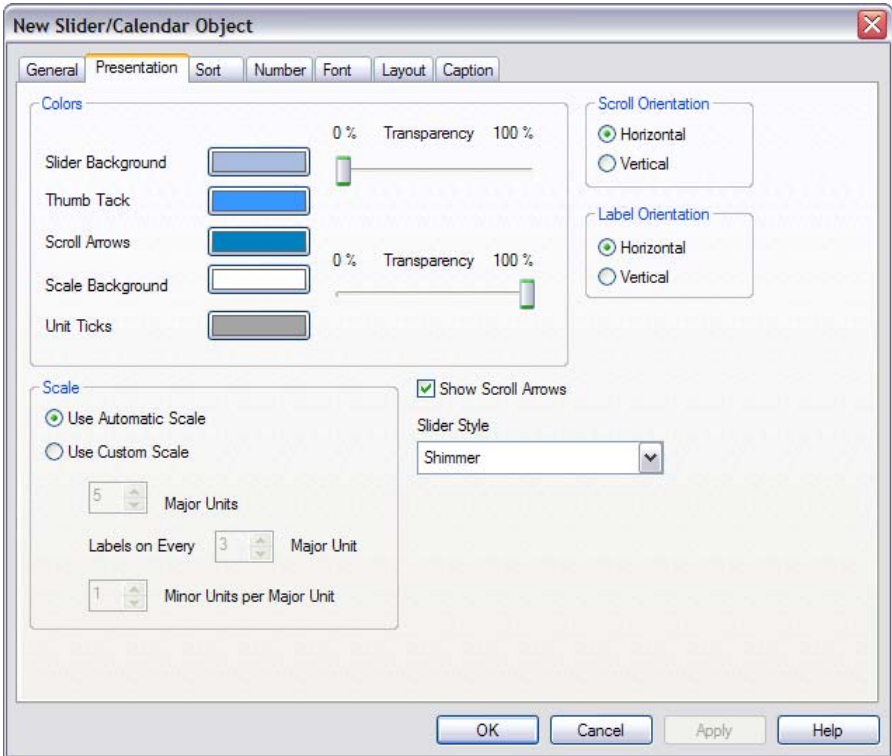 New Slider/Calendar Object
General Presentation Sort Number Font Layout Caption
Colors
0 % Transparency 100 %
Slider Background
Thumb Tack
Scroll Arrows
0 % Transparency 100 %
Scale Background
Unit Ticks
Scroll Orientation
Horizontal
Vertical
Label Orientation
Horizontal
Vertical
Scale
Use Automatic Scale
Use Custom Scale
5 Major Units
Labels on Every 3 Major Unit
1 Minor Units per Major Unit
Show Scroll Arrows
Slider Style
Shimmer
OK Cancel Apply Help